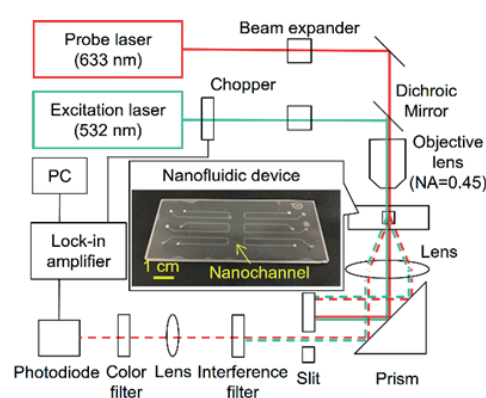 Probe laser
(633 nm)
Beam expander
Excitation laser
(532 nm)
Chopper
Dichroic
Mirror
Objective
lens
(NA=0.45)
PC
Nanofluidic device
Lock-in
amplifier
1 cm
Nanochannel
Lens
Photodiode
Color
filter
Lens
Interference
filter
Slit
Prism